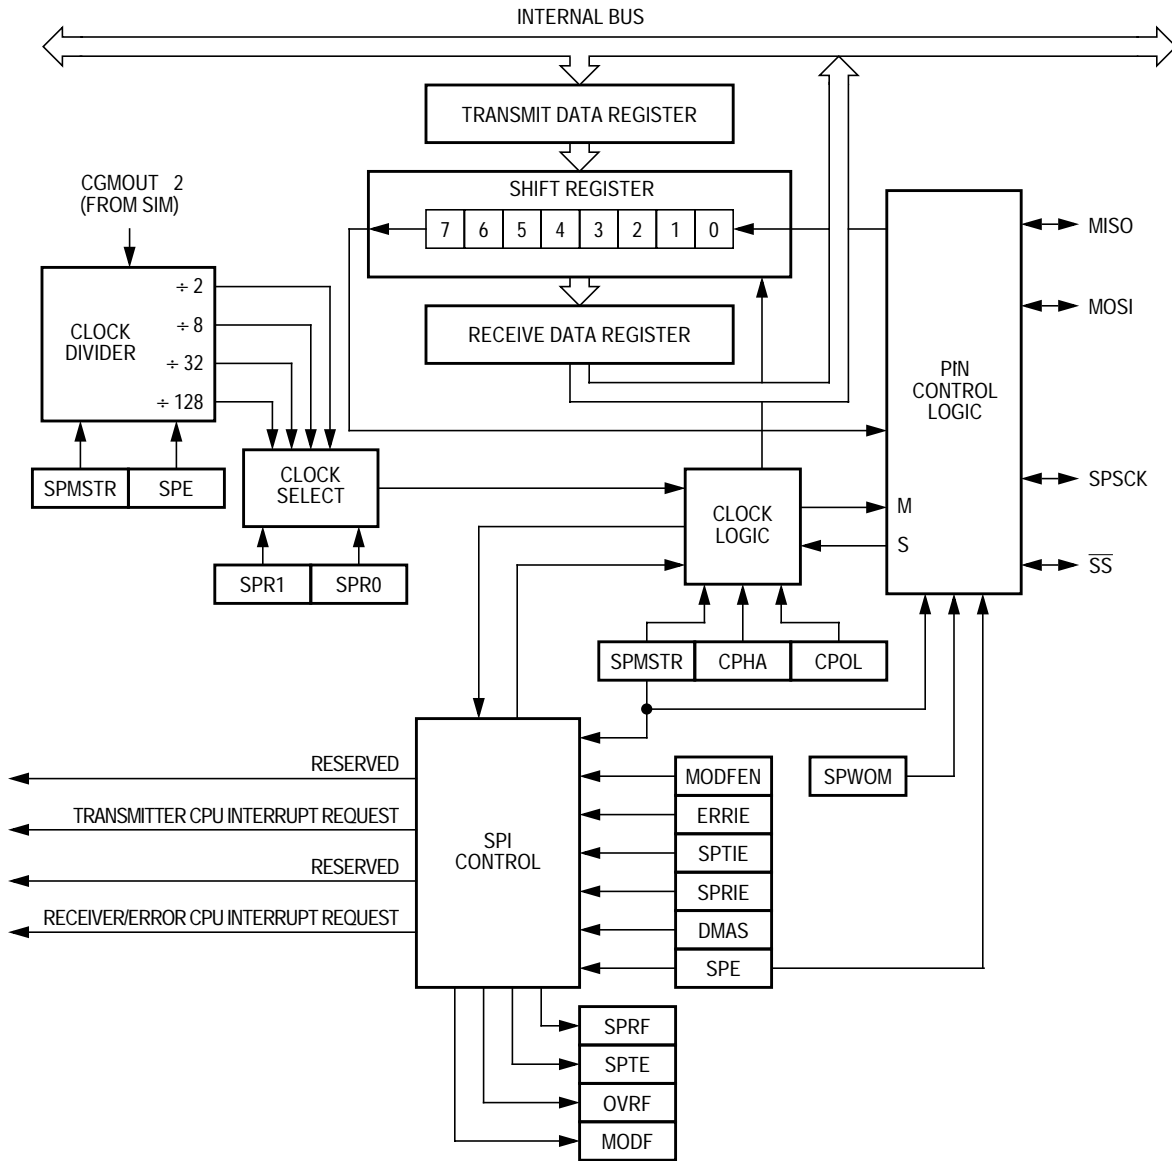 INTERNAL BUS
TRANSMIT DATA REGISTER
SHIFT REGISTER
7 6 5 4 3 2 1 0
RECEIVE DATA REGISTER
CGMOUT 2
(FROM SIM)
CLOCK
DIVIDER
÷ 2
÷ 8
÷ 32
÷ 128
SPMSTR
SPE
CLOCK
SELECT
SPR1
SPR0
CLOCK
LOGIC
PIN
CONTROL
LOGIC
M
S
MISO
MOSI
SPSCK
SS
SPMSTR
CPHA
CPOL
SPWOM
SPI
CONTROL
RESERVED
TRANSMITTER CPU INTERRUPT REQUEST
RESERVED
RECEIVER/ERROR CPU INTERRUPT REQUEST
MODFEN
ERRIE
SPTIE
SPRIE
DMAS
SPE
SPRF
SPTE
OVRF
MODF